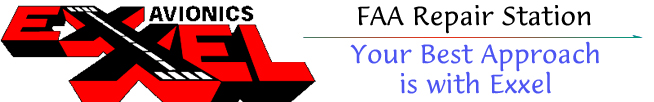 AVIONICS
EXXEL
FAA Repair Station
Your Best Approach
is with Exxel